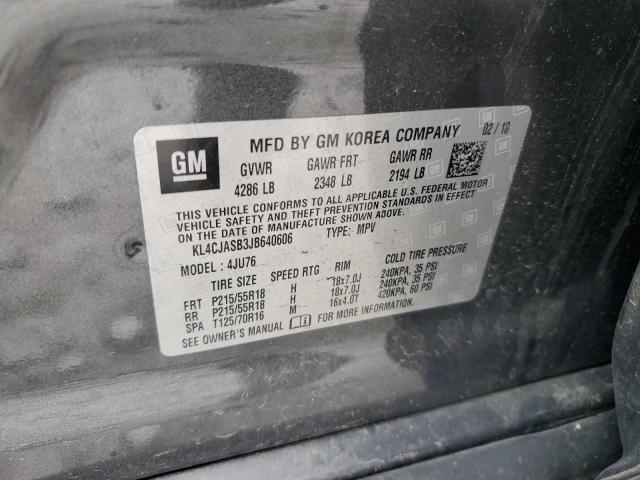 GM
MFD BY GM KOREA COMPANY 02/18
GVWR GAWR FRT GAWR RR
4286 LB 2348 LB 2194 LB
THIS VEHICLE CONFORMS TO ALL APPLICABLE U.S. FEDERAL MOTOR
VEHICLE SAFETY AND THEFT PREVENTION STANDARDS IN EFFECT
ON THE DATE OF MANUFACTURE SHOWN ABOVE.
KL4CJASB3JB640606 TYPE: MPV
MODEL: 4JU76
TIRE SIZE SPEED RTG RIM COLD TIRE PRESSURE
FRT P215/55R18 H 18x7.0J 240KPA, 35 PSI
RR P215/55R18 H 18x7.0J 240KPA, 35 PSI
SPA T125/70R16 M 16x4.0T 420KPA, 60 PSI
SEE OWNER'S MANUAL FOR MORE INFORMATION.